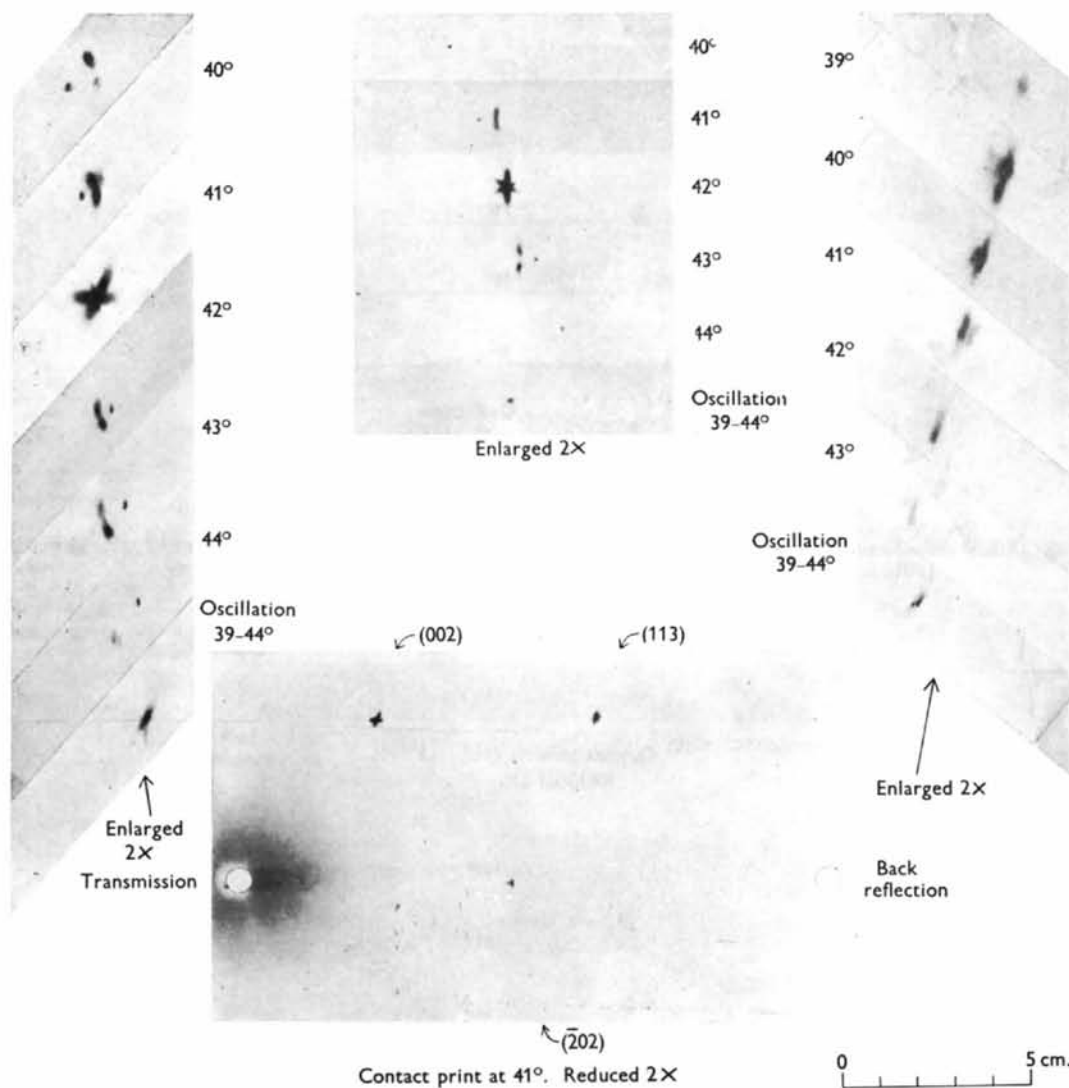 40°
41°
42°
43°
44°
Oscillation
39–44°
Enlarged
2×
Transmission
40°
41°
42°
43°
44°
Oscillation
39–44°
Enlarged 2×
39°
40°
41°
42°
43°
Oscillation
39–44°
Enlarged 2×
Back
reflection
(002)
(113)
(2̄02)
Contact print at 41°. Reduced 2×
0 5 cm.